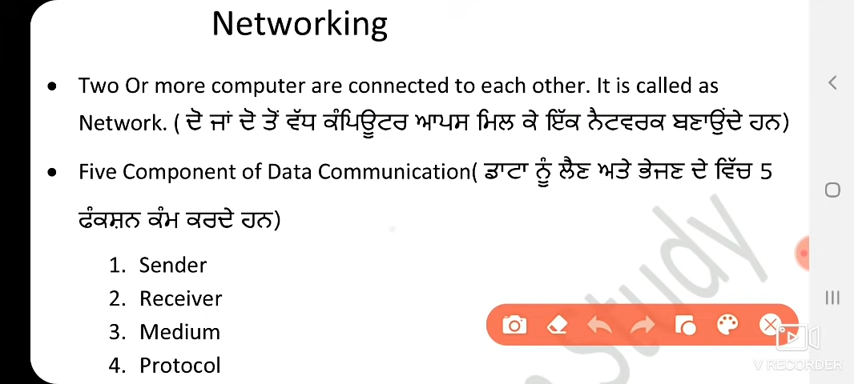 Networking
• Two Or more computer are connected to each other. It is called as
Network. ( ਦੋ ਜਾਂ ਦੋ ਤੋਂ ਵੱਧ ਕੰਪਿਊਟਰ ਆਪਸ ਮਿਲ ਕੇ ਇੱਕ ਨੈਟਵਰਕ ਬਣਾਉਂਦੇ ਹਨ)
• Five Component of Data Communication( ਡਾਟਾ ਨੂੰ ਲੈਣ ਅਤੇ ਭੇਜਣ ਦੇ ਵਿੱਚ 5
ਫੰਕਸ਼ਨ ਕੰਮ ਕਰਦੇ ਹਨ)
1. Sender
2. Receiver
3. Medium
4. Protocol
Study
V RECORDER